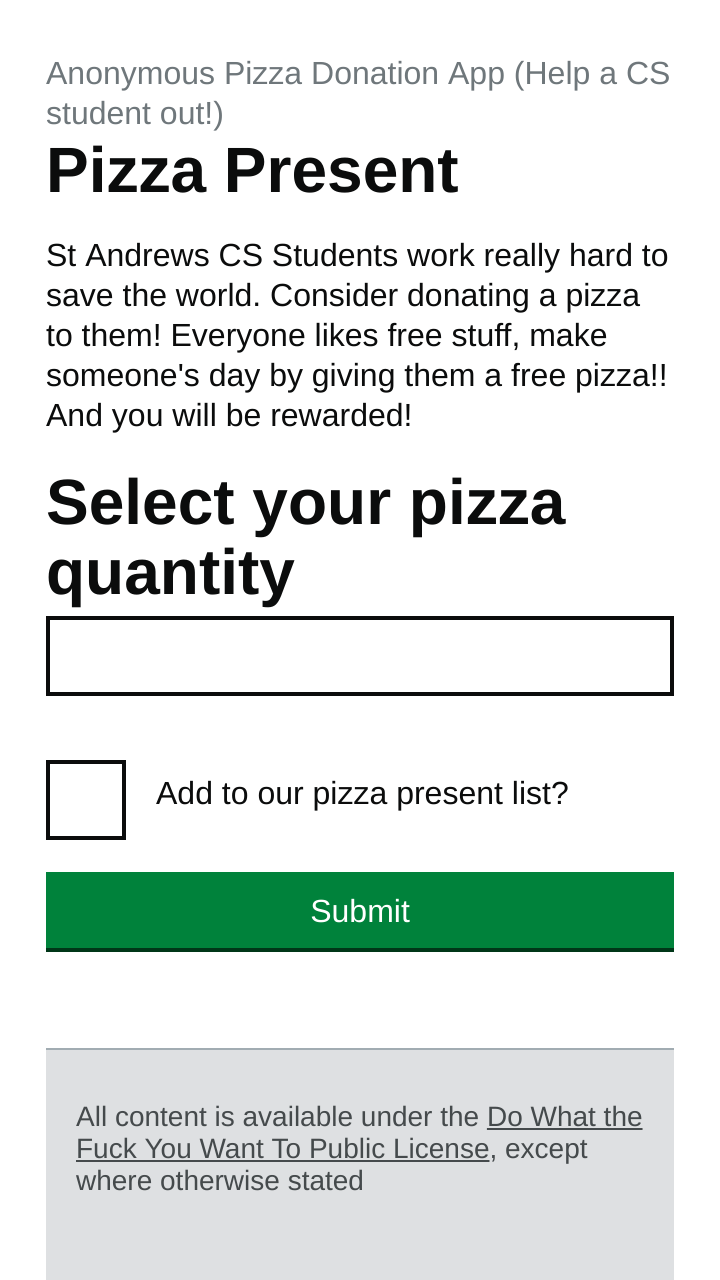 Anonymous Pizza Donation App (Help a CS
student out!)
Pizza Present
St Andrews CS Students work really hard to
save the world. Consider donating a pizza
to them! Everyone likes free stuff, make
someone's day by giving them a free pizza!!
And you will be rewarded!
Select your pizza
quantity
Add to our pizza present list?
Submit
All content is available under the Do What the
Fuck You Want To Public License, except
where otherwise stated